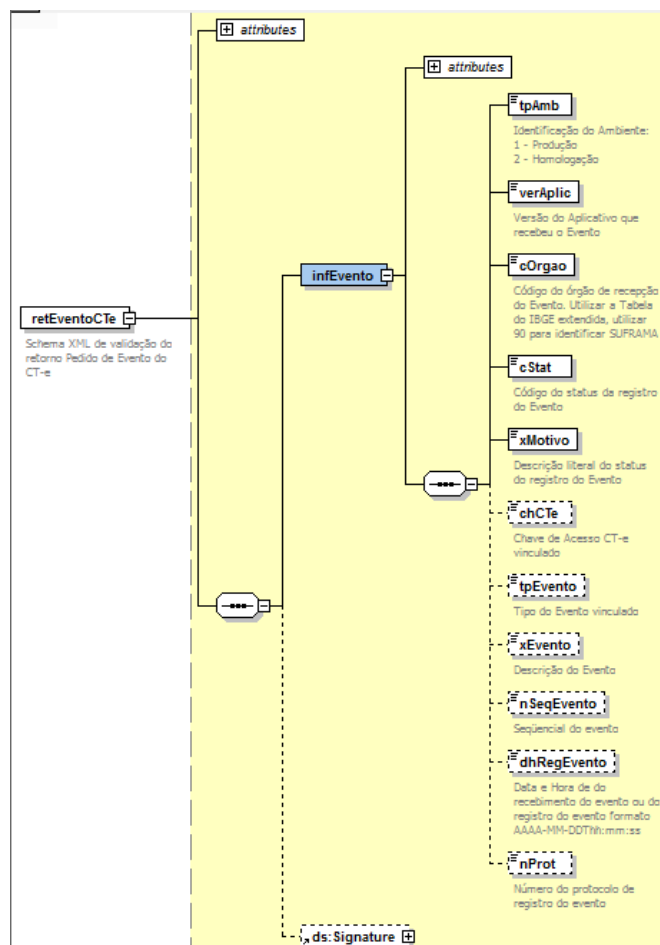 attributes
attributes
tpAmb
Identificação do Ambiente:
1 - Produção
2 - Homologação
verAplic
Versão do Aplicativo que
recebeu o Evento
infEvento
cOrgao
Código do órgão de recepção
do Evento. Utilizar a Tabela
do IBGE extendida, utilizar
90 para identificar SUFRAMA
retEventoCTe
Schema XML de validação do
retorno Pedido de Evento do
CT-e
cStat
Código do status da registro
do Evento
xMotivo
Descrição literal do status
do registro do Evento
chCTe
Chave de Acesso CT-e
vinculado
tpEvento
Tipo do Evento vinculado
xEvento
Descrição do Evento
nSeqEvento
Seqüencial do evento
dhRegEvento
Data e Hora de do
recebimento do evento ou do
registro do evento formato
AAAA-MM-DDThh:mm:ss
nProt
Número do protocolo de
registro do evento
ds:Signature